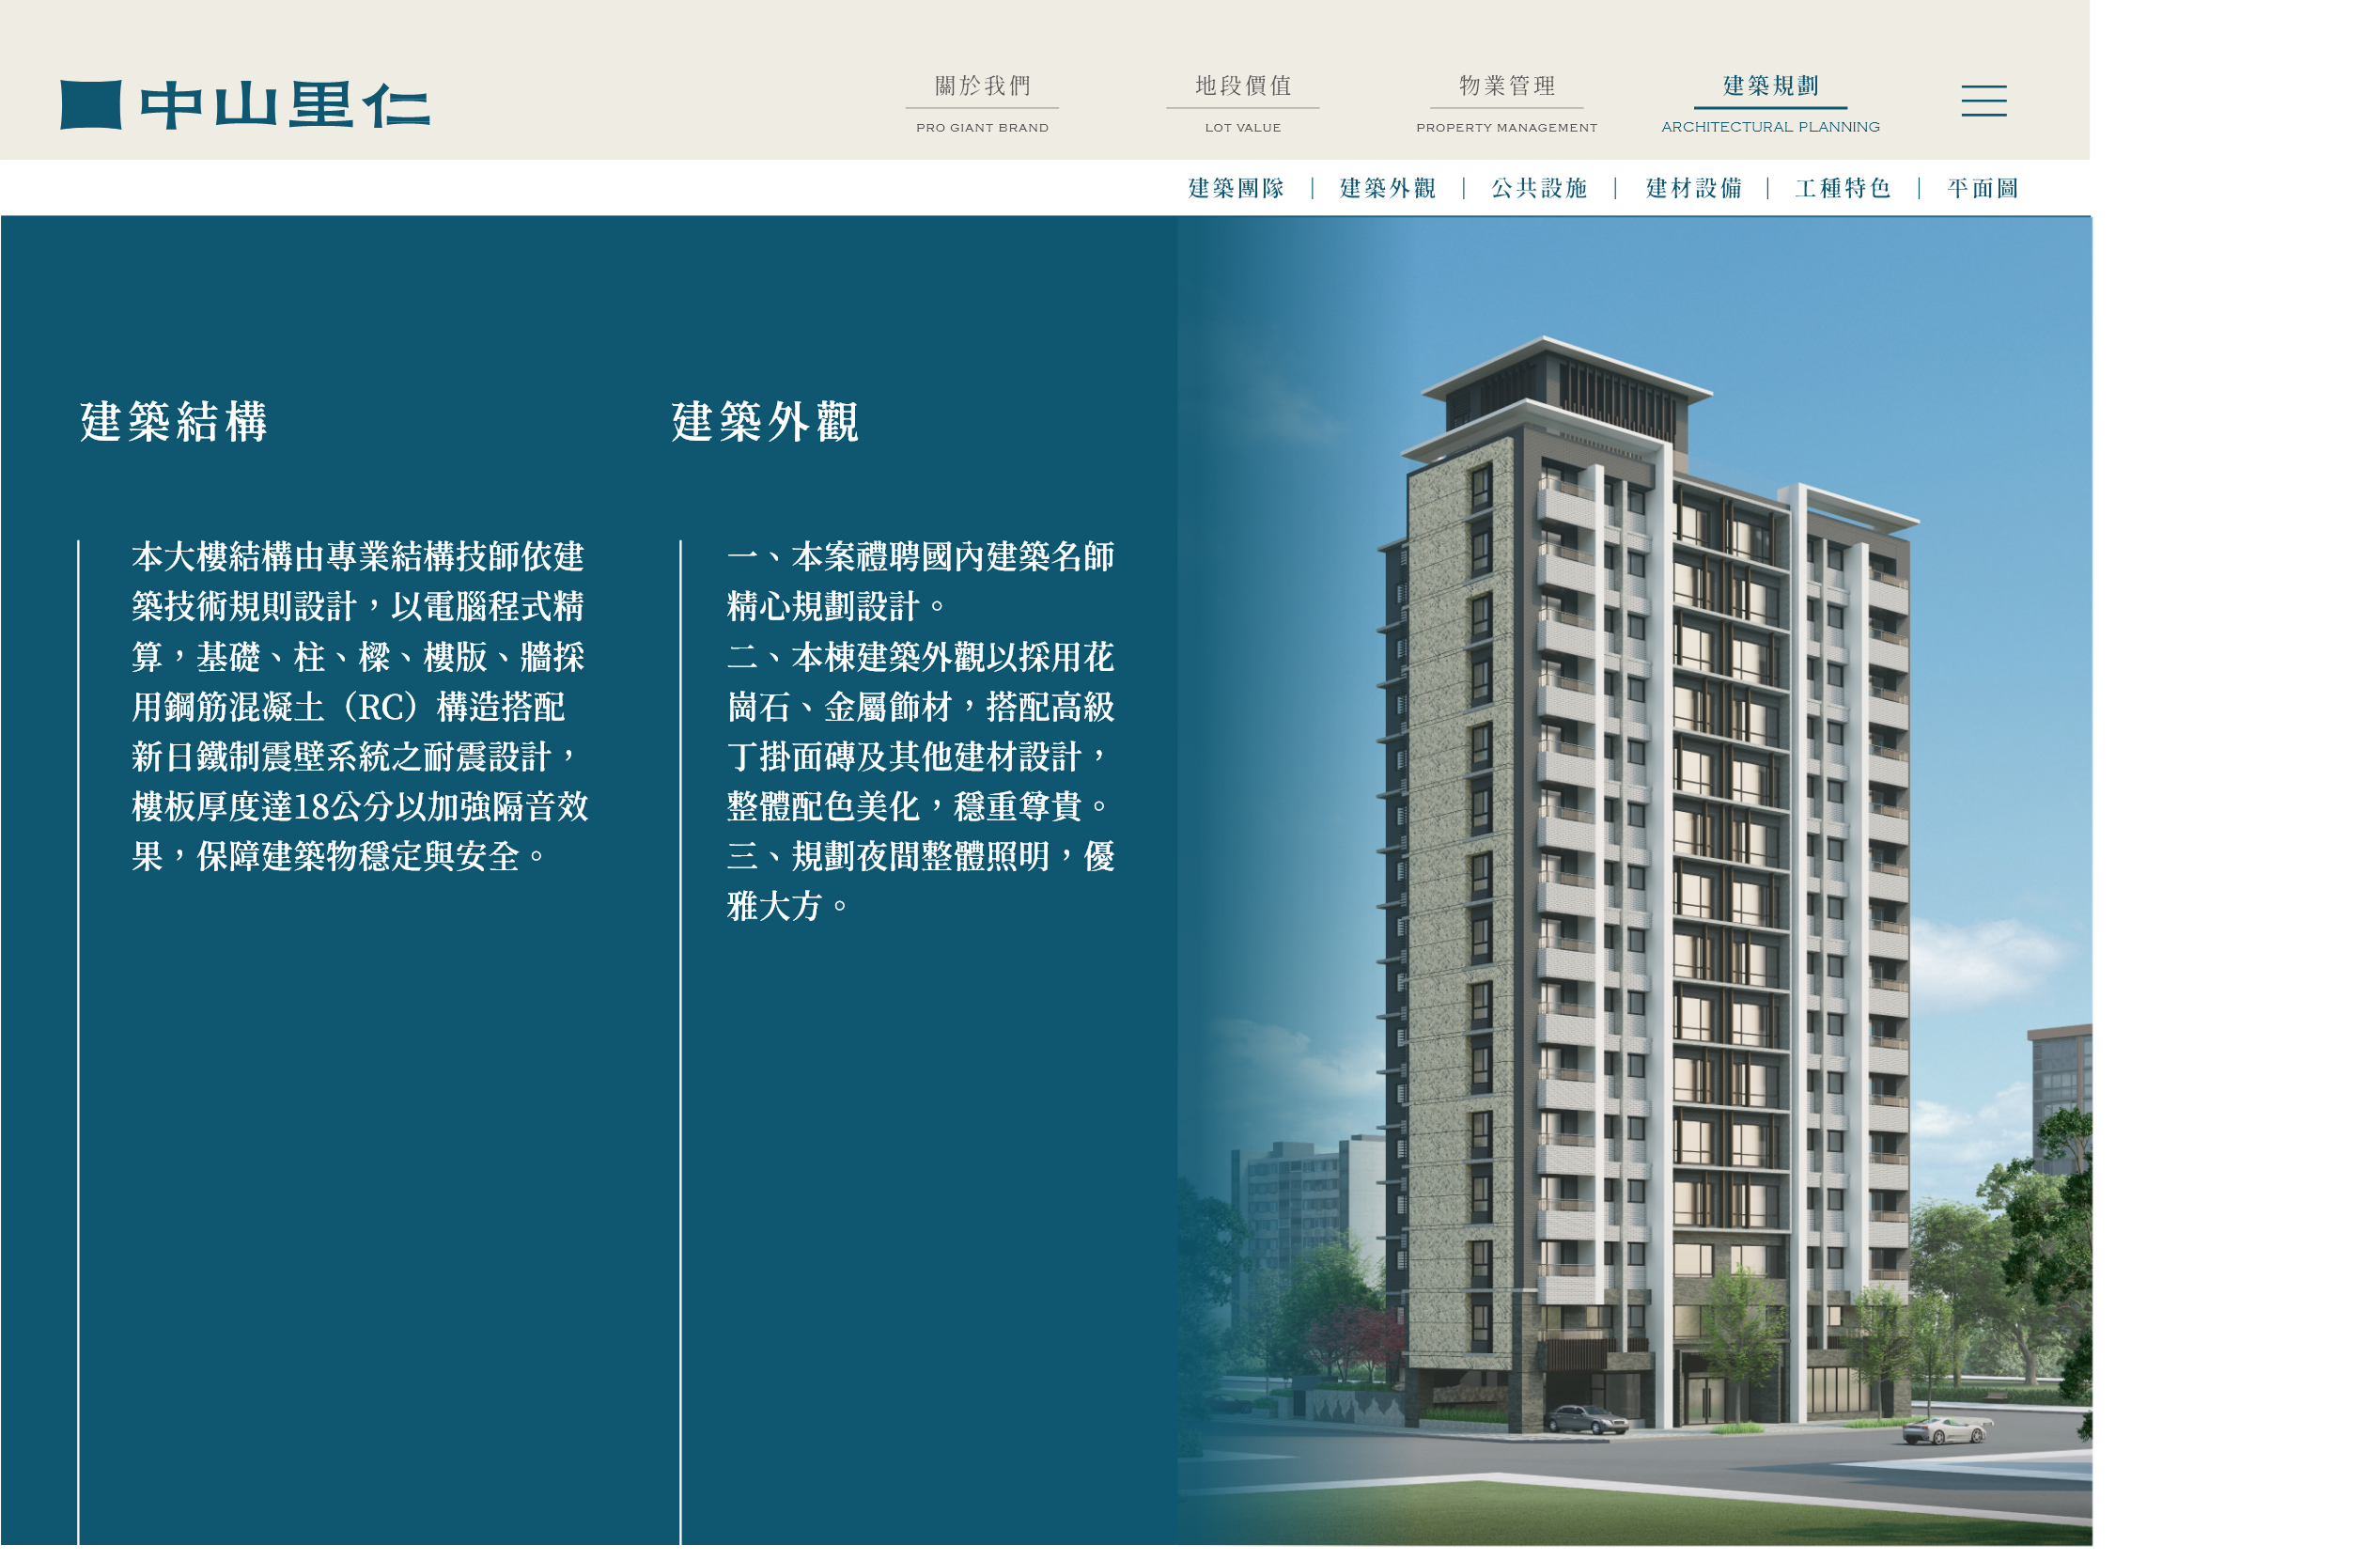 中山里仁
關於我們
PRO GIANT BRAND
地段價值
LOT VALUE
物業管理
PROPERTY MANAGEMENT
建築規劃
ARCHITECTURAL PLANNING
建築團隊｜建築外觀｜公共設施｜建材設備｜工種特色｜平面圖
建築結構
本大樓結構由專業結構技師依建
築技術規則設計，以電腦程式精
算，基礎、柱、樑、樓版、牆採
用鋼筋混凝土（RC）構造搭配
新日鐵制震壁系統之耐震設計，
樓板厚度達18公分以加強隔音效
果，保障建築物穩定與安全。
建築外觀
一、本案禮聘國內建築名師
精心規劃設計。
二、本棟建築外觀以採用花
崗石、金屬飾材，搭配高級
丁掛面磚及其他建材設計，
整體配色美化，穩重尊貴。
三、規劃夜間整體照明，優
雅大方。